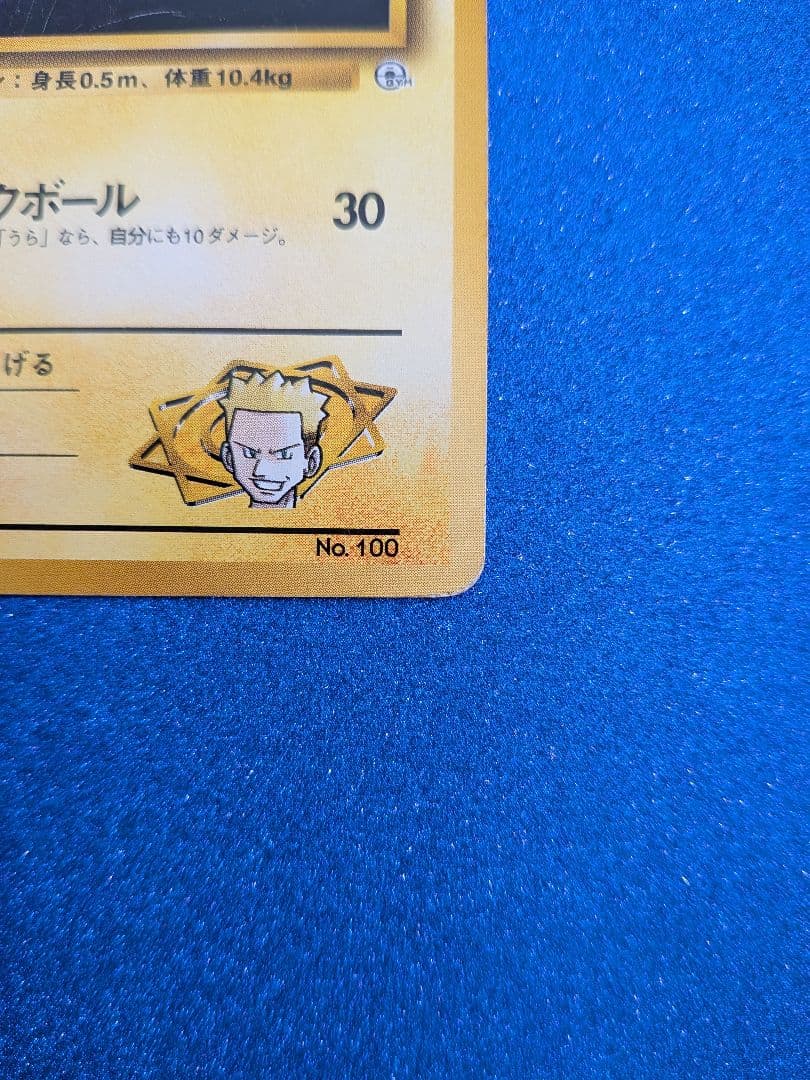 ：身長0.5m、体重10.4kg
GYM
クボール 30
「うら」なら、自分にも10ダメージ。
げる
No. 100